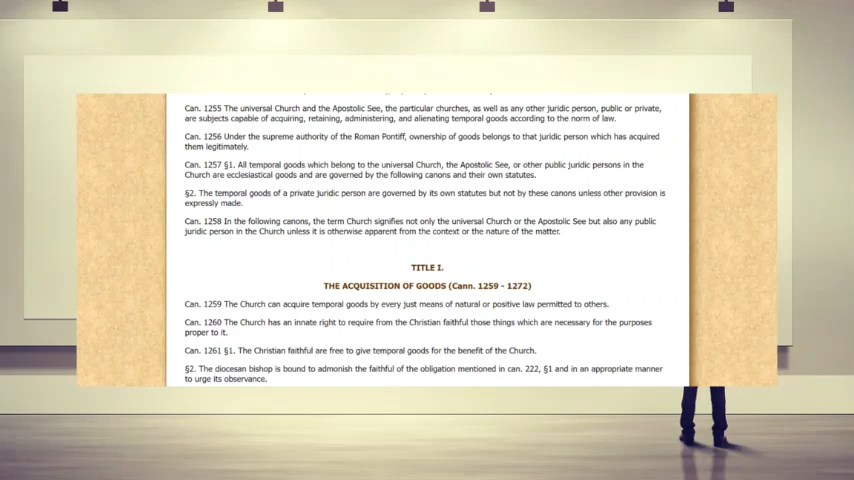 Can. 1255 The universal Church and the Apostolic See, the particular churches, as well as any other juridic person, public or private,
are subjects capable of acquiring, retaining, administering, and alienating temporal goods according to the norm of law.
Can. 1256 Under the supreme authority of the Roman Pontiff, ownership of goods belongs to that juridic person which has acquired
them legitimately.
Can. 1257 §1. All temporal goods which belong to the universal Church, the Apostolic See, or other public juridic persons in the
Church are ecclesiastical goods and are governed by the following canons and their own statutes.
§2. The temporal goods of a private juridic person are governed by its own statutes but not by these canons unless other provision is
expressly made.
Can. 1258 In the following canons, the term Church signifies not only the universal Church or the Apostolic See but also any public
juridic person in the Church unless it is otherwise apparent from the context or the nature of the matter.
TITLE I.
THE ACQUISITION OF GOODS (Cann. 1259 - 1272)
Can. 1259 The Church can acquire temporal goods by every just means of natural or positive law permitted to others.
Can. 1260 The Church has an innate right to require from the Christian faithful those things which are necessary for the purposes
proper to it.
Can. 1261 §1. The Christian faithful are free to give temporal goods for the benefit of the Church.
§2. The diocesan bishop is bound to admonish the faithful of the obligation mentioned in can. 222, §1 and in an appropriate manner
to urge its observance.